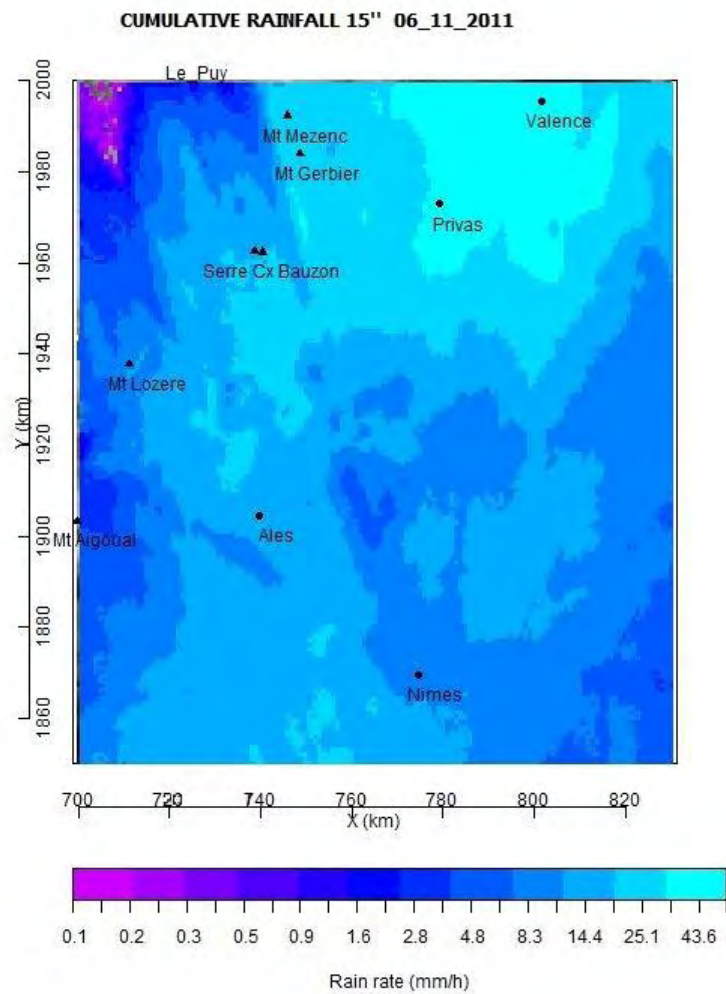 CUMULATIVE RAINFALL 15" 06_11_2011
2000
Le_Puy
Valence
Mt Mezenc
Mt Gerbier
1980
Privas
1960
Serre Cx Bauzon
1940
Mt Lozere
Y (km)
1920
1900
Mt Aigoual
Ales
1880
Nimes
1860
700 720 740 760 780 800 820
X (km)
0.1 0.2 0.3 0.5 0.9 1.6 2.8 4.8 8.3 14.4 25.1 43.6
Rain rate (mm/h)